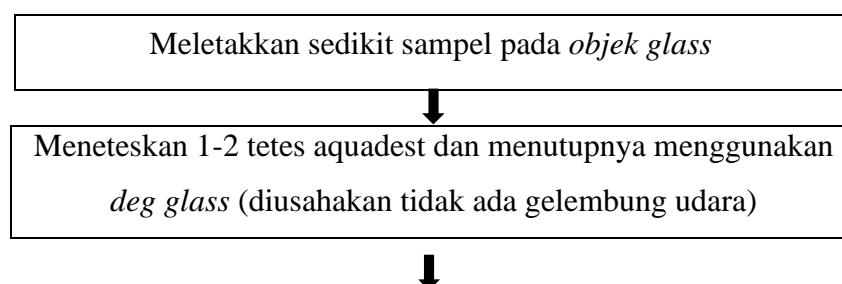 Meletakkan sedikit sampel pada objek glass
Meneteskan 1-2 tetes aquadest dan menutupnya menggunakan
deg glass (diusahakan tidak ada gelembung udara)